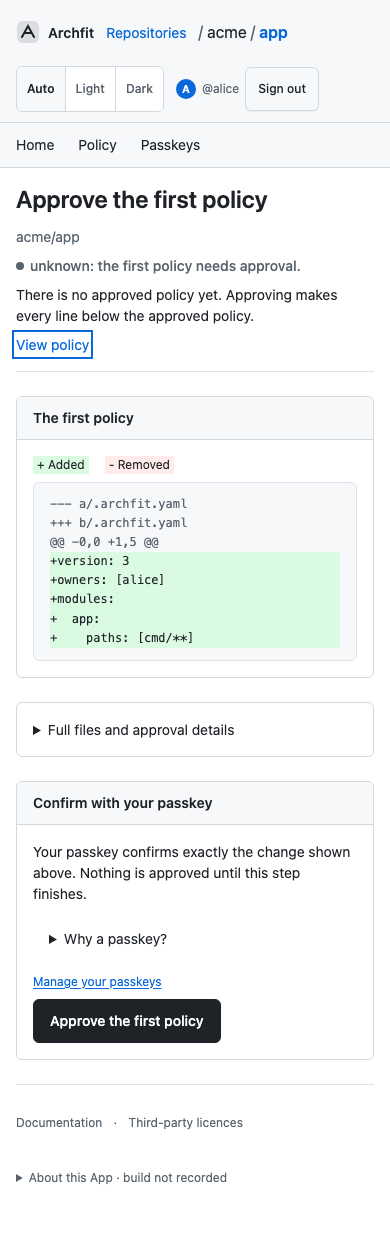 Archfit Repositories / acme / app
Auto Light Dark A @alice Sign out
Home Policy Passkeys
Approve the first policy
acme/app
unknown: the first policy needs approval.
There is no approved policy yet. Approving makes
every line below the approved policy.
View policy
The first policy
+ Added - Removed
--- a/.archfit.yaml
+++ b/.archfit.yaml
@@ -0,0 +1,5 @@
+version: 3
+owners: [alice]
+modules:
+  app:
+    paths: [cmd/**]
Full files and approval details
Confirm with your passkey
Your passkey confirms exactly the change shown
above. Nothing is approved until this step
finishes.
Why a passkey?
Manage your passkeys
Approve the first policy
Documentation · Third-party licences
About this App · build not recorded